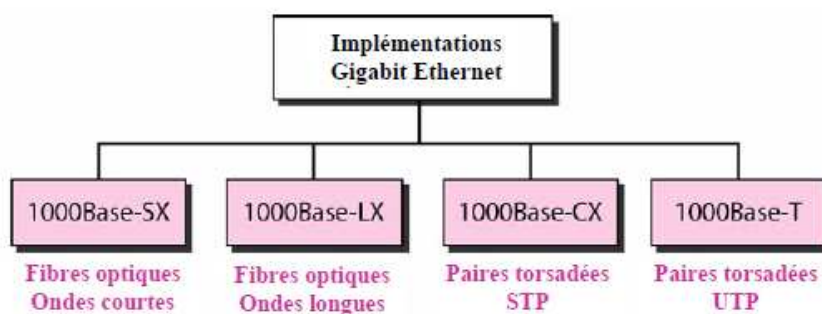 Implémentations
Gigabit Ethernet
1000Base-SX
1000Base-LX
1000Base-CX
1000Base-T
Fibres optiques
Ondes courtes
Fibres optiques
Ondes longues
Paires torsadées
STP
Paires torsadées
UTP